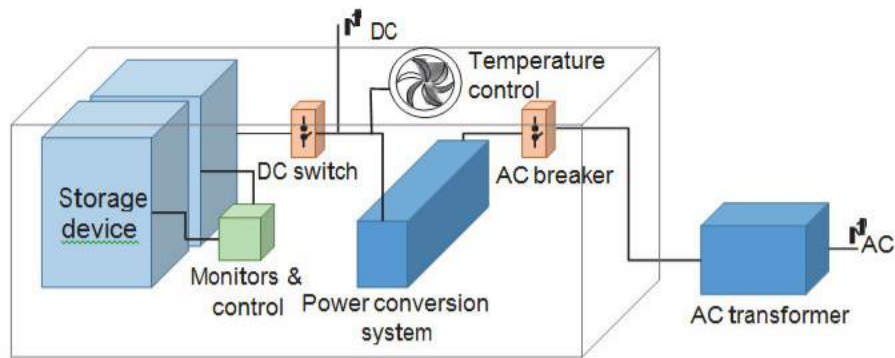 DC
Temperature
control
DC switch
AC breaker
Storage
device
Monitors &
control
Power conversion
system
AC
AC transformer